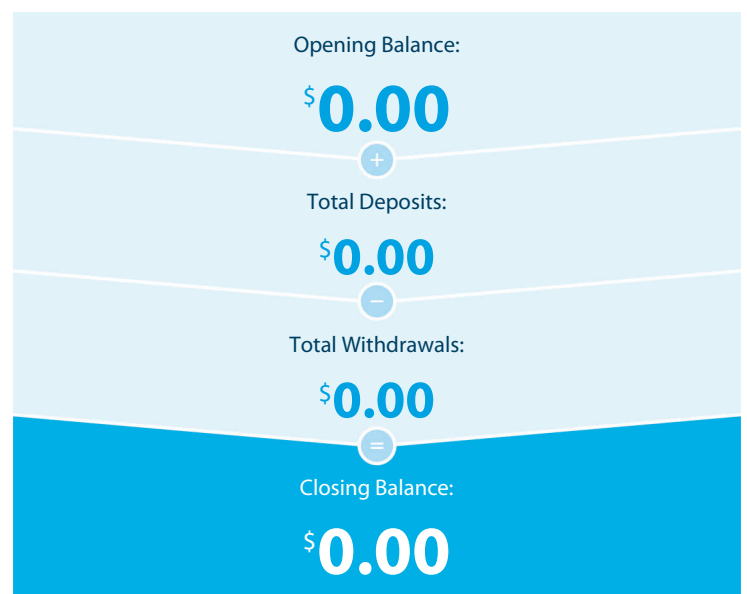 Opening Balance:
$0.00
+
Total Deposits:
$0.00
−
Total Withdrawals:
$0.00
=
Closing Balance:
$0.00